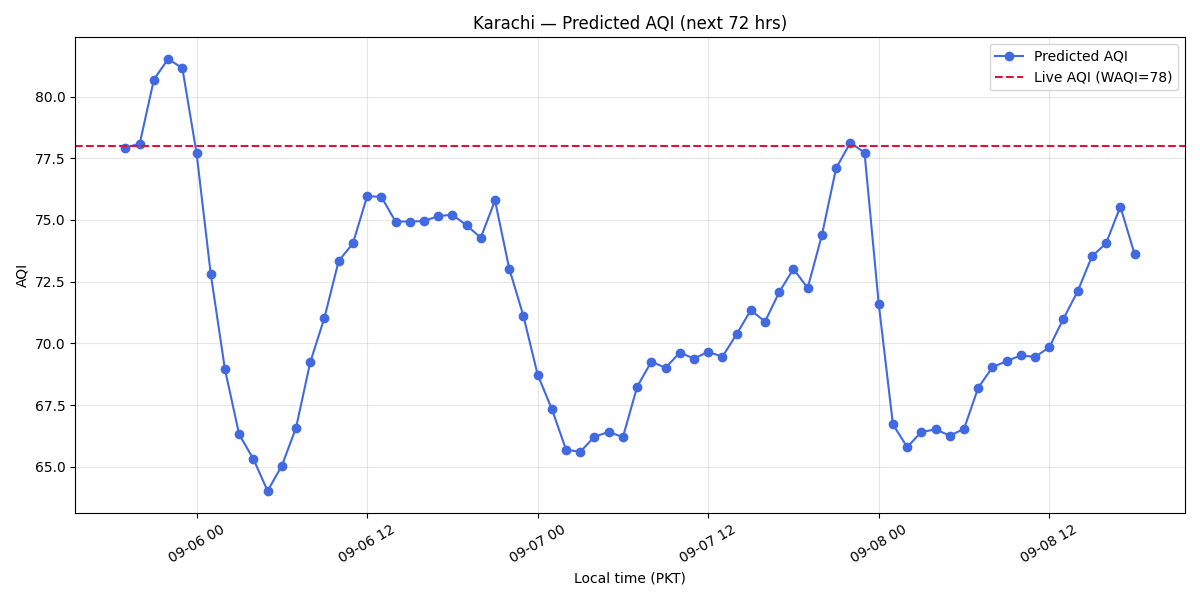 Karachi — Predicted AQI (next 72 hrs)
Predicted AQI
Live AQI (WAQI=78)
AQI
80.0
77.5
75.0
72.5
70.0
67.5
65.0
09-06 00
09-06 12
09-07 00
09-07 12
09-08 00
09-08 12
Local time (PKT)